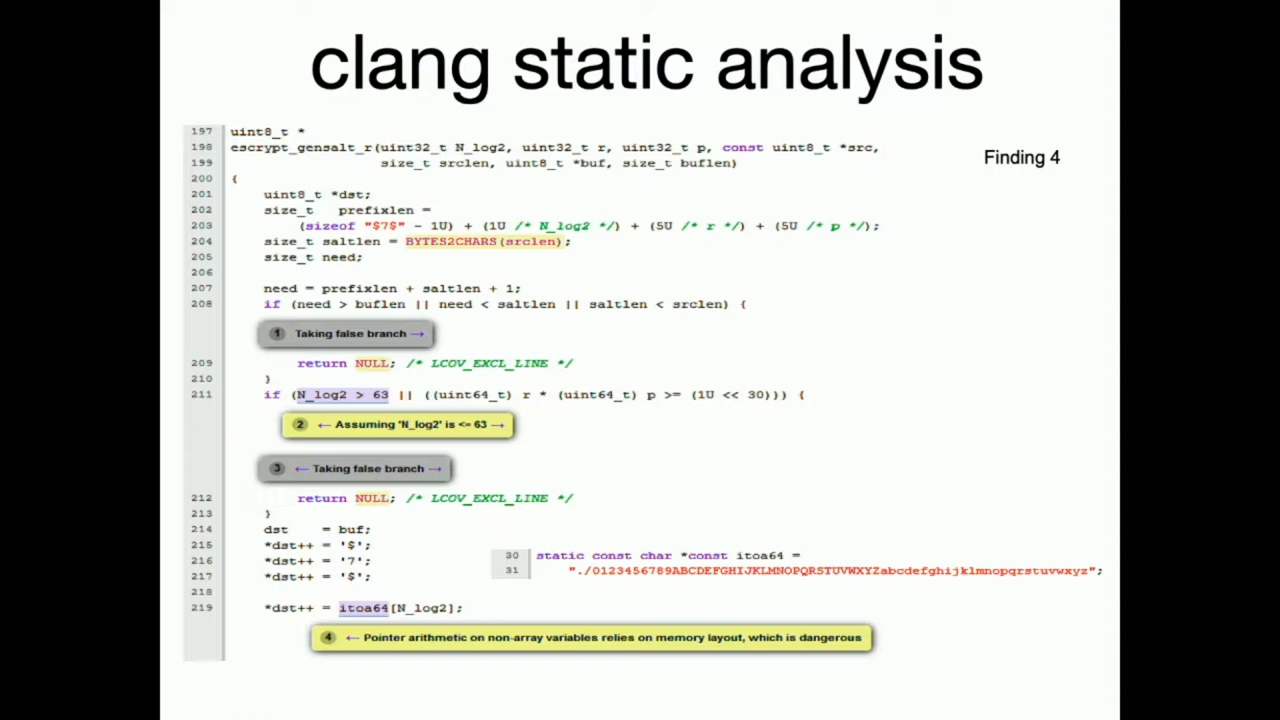 clang static analysis
Finding 4
197 uint8_t *
198 escrypt_gensalt_r(uint32_t N_log2, uint32_t r, uint32_t p, const uint8_t *src,
199 size_t srclen, uint8_t *buf, size_t buflen)
200 {
201 uint8_t *dst;
202 size_t prefixlen =
203 (sizeof "$7$" - 1U) + (1U /* N_log2 */) + (5U /* r */) + (5U /* p */);
204 size_t saltlen = BYTES2CHARS(srclen);
205 size_t need;
206
207 need = prefixlen + saltlen + 1;
208 if (need > buflen || need < saltlen || saltlen < srclen) {
1 Taking false branch →
209 return NULL; /* LCOV_EXCL_LINE */
210 }
211 if (N_log2 > 63 || ((uint64_t) r * (uint64_t) p >= (1U << 30))) {
2 ← Assuming 'N_log2' is <= 63 →
3 ← Taking false branch →
212 return NULL; /* LCOV_EXCL_LINE */
213 }
214 dst = buf;
215 *dst++ = '$';
216 *dst++ = '7';
217 *dst++ = '$';
218
30 static const char *const itoa64 =
31 "./0123456789ABCDEFGHIJKLMNOPQRSTUVWXYZabcdefghijklmnopqrstuvwxyz";
219 *dst++ = itoa64[N_log2];
4 ← Pointer arithmetic on non-array variables relies on memory layout, which is dangerous